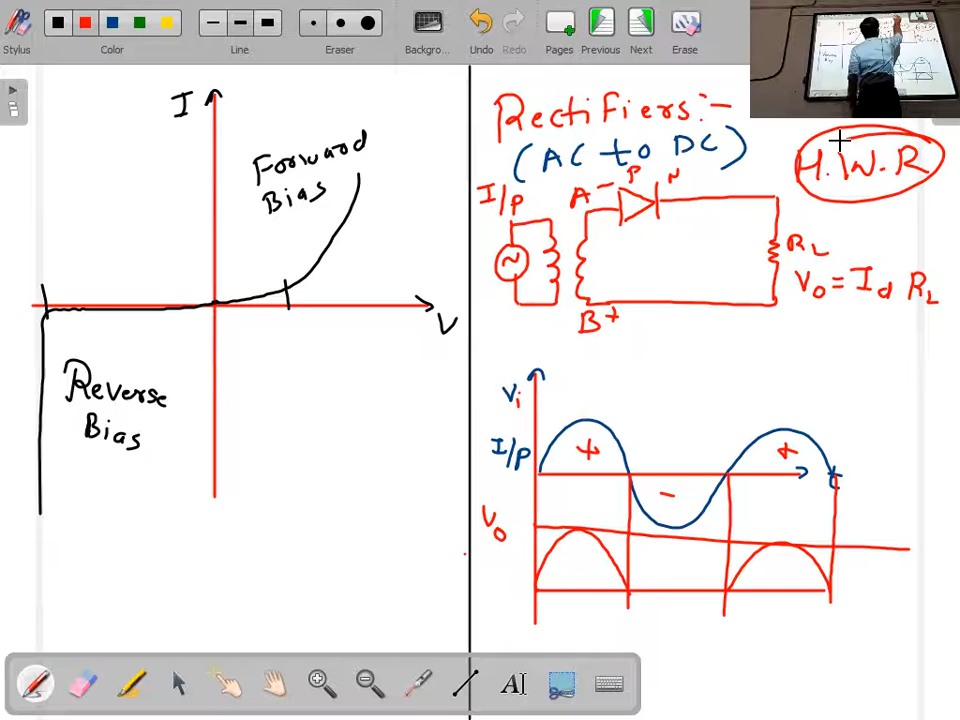 Stylus
Color
Line
Eraser
Backgro...
Undo
Redo
Pages
Previous
Next
Erase
I
Forward
Bias
V
Reverse
Bias
Rectifiers:-
(AC to DC)
H.W.R
I/P
A -
P
N
~
RL
Vo = Id RL
B +
Vi
I/P
+
-
+
t
Vo
A